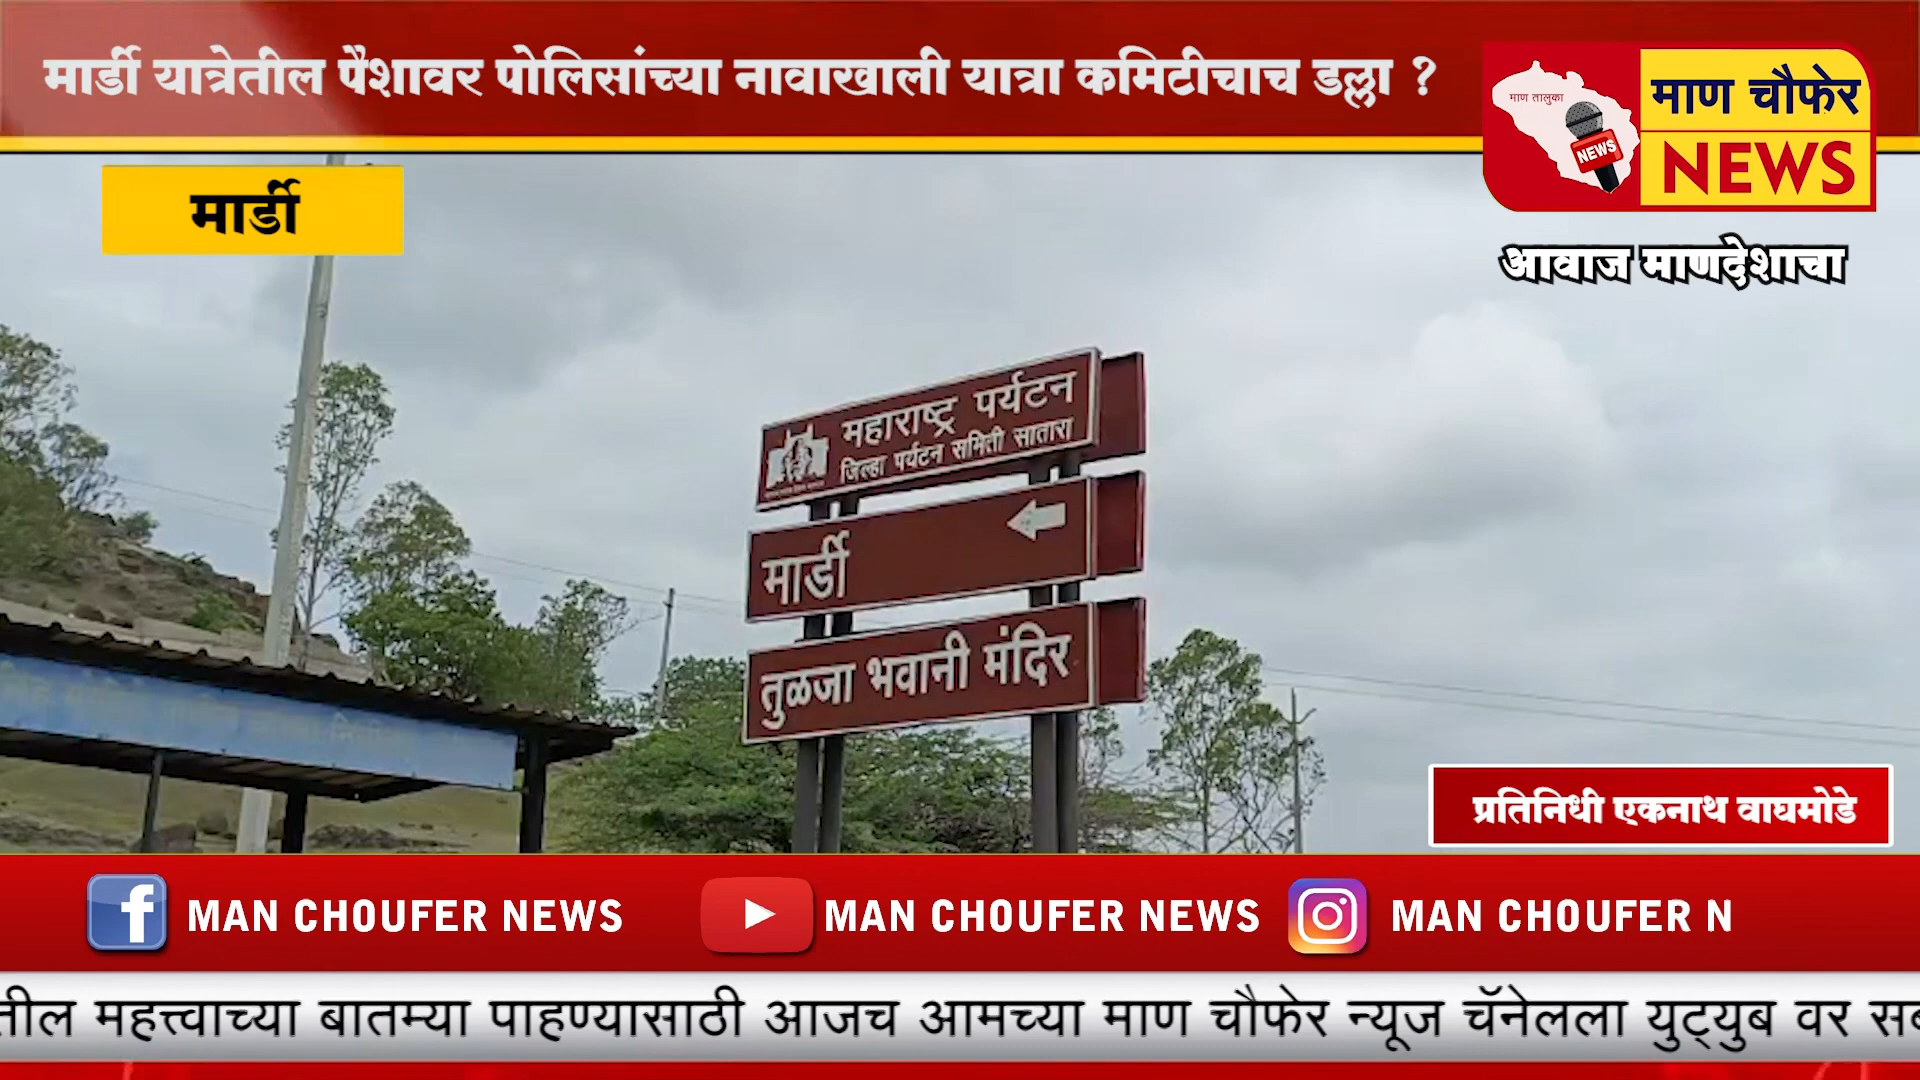 मार्डी यात्रेतील पैशावर पोलिसांच्या नावाखाली यात्रा कमिटीचाच डल्ला ?
माण तालुका
NEWS
माण चौफेर
NEWS
आवाज माणदेशाचा
मार्डी
महाराष्ट्र पर्यटन
जिल्हा पर्यटन समिती सातारा
मार्डी
तुळजा भवानी मंदिर
प्रतिनिधी एकनाथ वाघमोडे
MAN CHOUFER NEWS
MAN CHOUFER NEWS
MAN CHOUFER N
तील महत्त्वाच्या बातम्या पाहण्यासाठी आजच आमच्या माण चौफेर न्यूज चॅनेलला युट्युब वर सब